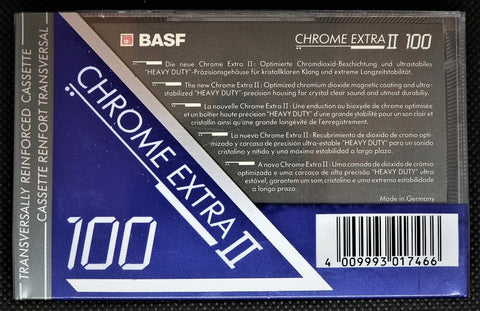 BASF
CHROME EXTRA II 100
Die neue Chrome Extra II: Optimierte Chromdioxid-Beschichtung und ultrastabiles
"HEAVY DUTY"-Präzisionsgehäuse für kristallklaren Klang und extreme Langzeitstabilität.
The new Chrome Extra II: Optimized chromium dioxide magnetic coating and ultra-
stabilized "HEAVY DUTY" precision housing for crystal clear sound and utmost durability.
La nouvelle Chrome Extra II: Une enduction au bioxyde de chrome optimisée
et un boîtier haute précision "HEAVY DUTY" d'une grande stabilité pour un son clair et
cristallin ainsi qu'une grande longévité de l'enregistrement.
La nueva Chrome Extra II: Recubrimiento de dióxido de cromo opti-
mizado y carcasa de precisión ultra-estable "HEAVY DUTY" para un sonido
cristalino y nítido y una máxima estabilidad a largo plazo.
A nova Chrome Extra II: Uma camada de dióxido de crómio
optimizado e uma carcasa de alta precisão "HEAVY DUTY" ultra
estável, garantem um som cristalino e uma extrema estabilidade
a longo prazo.
Made in Germany
TRANSVERSALLY REINFORCED CASSETTE
CASSETTE RENFORT TRANSVERSAL
CHROME EXTRA II
100
4 009993 017466